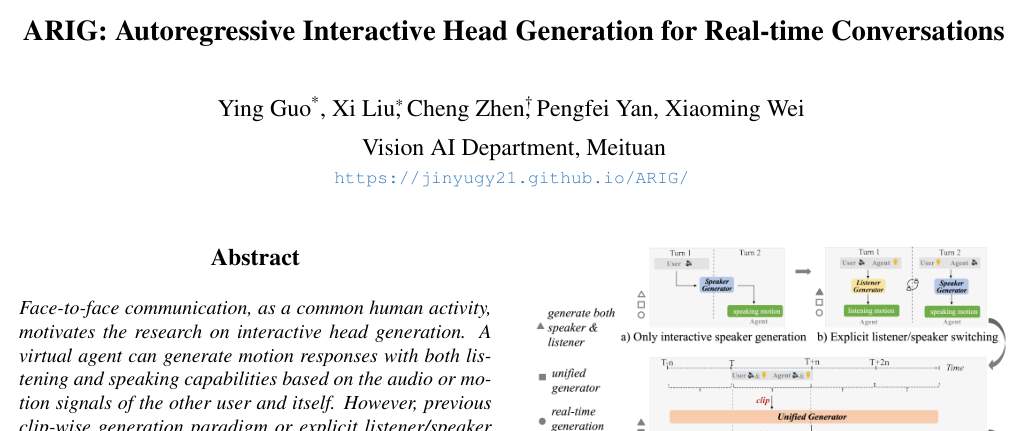 ARIG: Autoregressive Interactive Head Generation for Real-time Conversations
Ying Guo*, Xi Liu*, Cheng Zhen†, Pengfei Yan, Xiaoming Wei
Vision AI Department, Meituan
https://jinyugy21.github.io/ARIG/
Abstract
Face-to-face communication, as a common human activity,
motivates the research on interactive head generation. A
virtual agent can generate motion responses with both lis-
tening and speaking capabilities based on the audio or mo-
tion signals of the other user and itself. However, previous
clip-wise generation paradigm or explicit listener/speaker
generate both
speaker &
listener
unified
generator
real-time
generation
Turn 1 Turn 2
User
Speaker
Generator
speaking motion
Agent
a) Only interactive speaker generation
Turn 1 Turn 2
User Agent User Agent
Listener
Generator
Speaker
Generator
listening motion speaking motion
Agent Agent
b) Explicit listener/speaker switching
T-n T T+n T+2n Time
User & Agent &
clip
Unified Generator